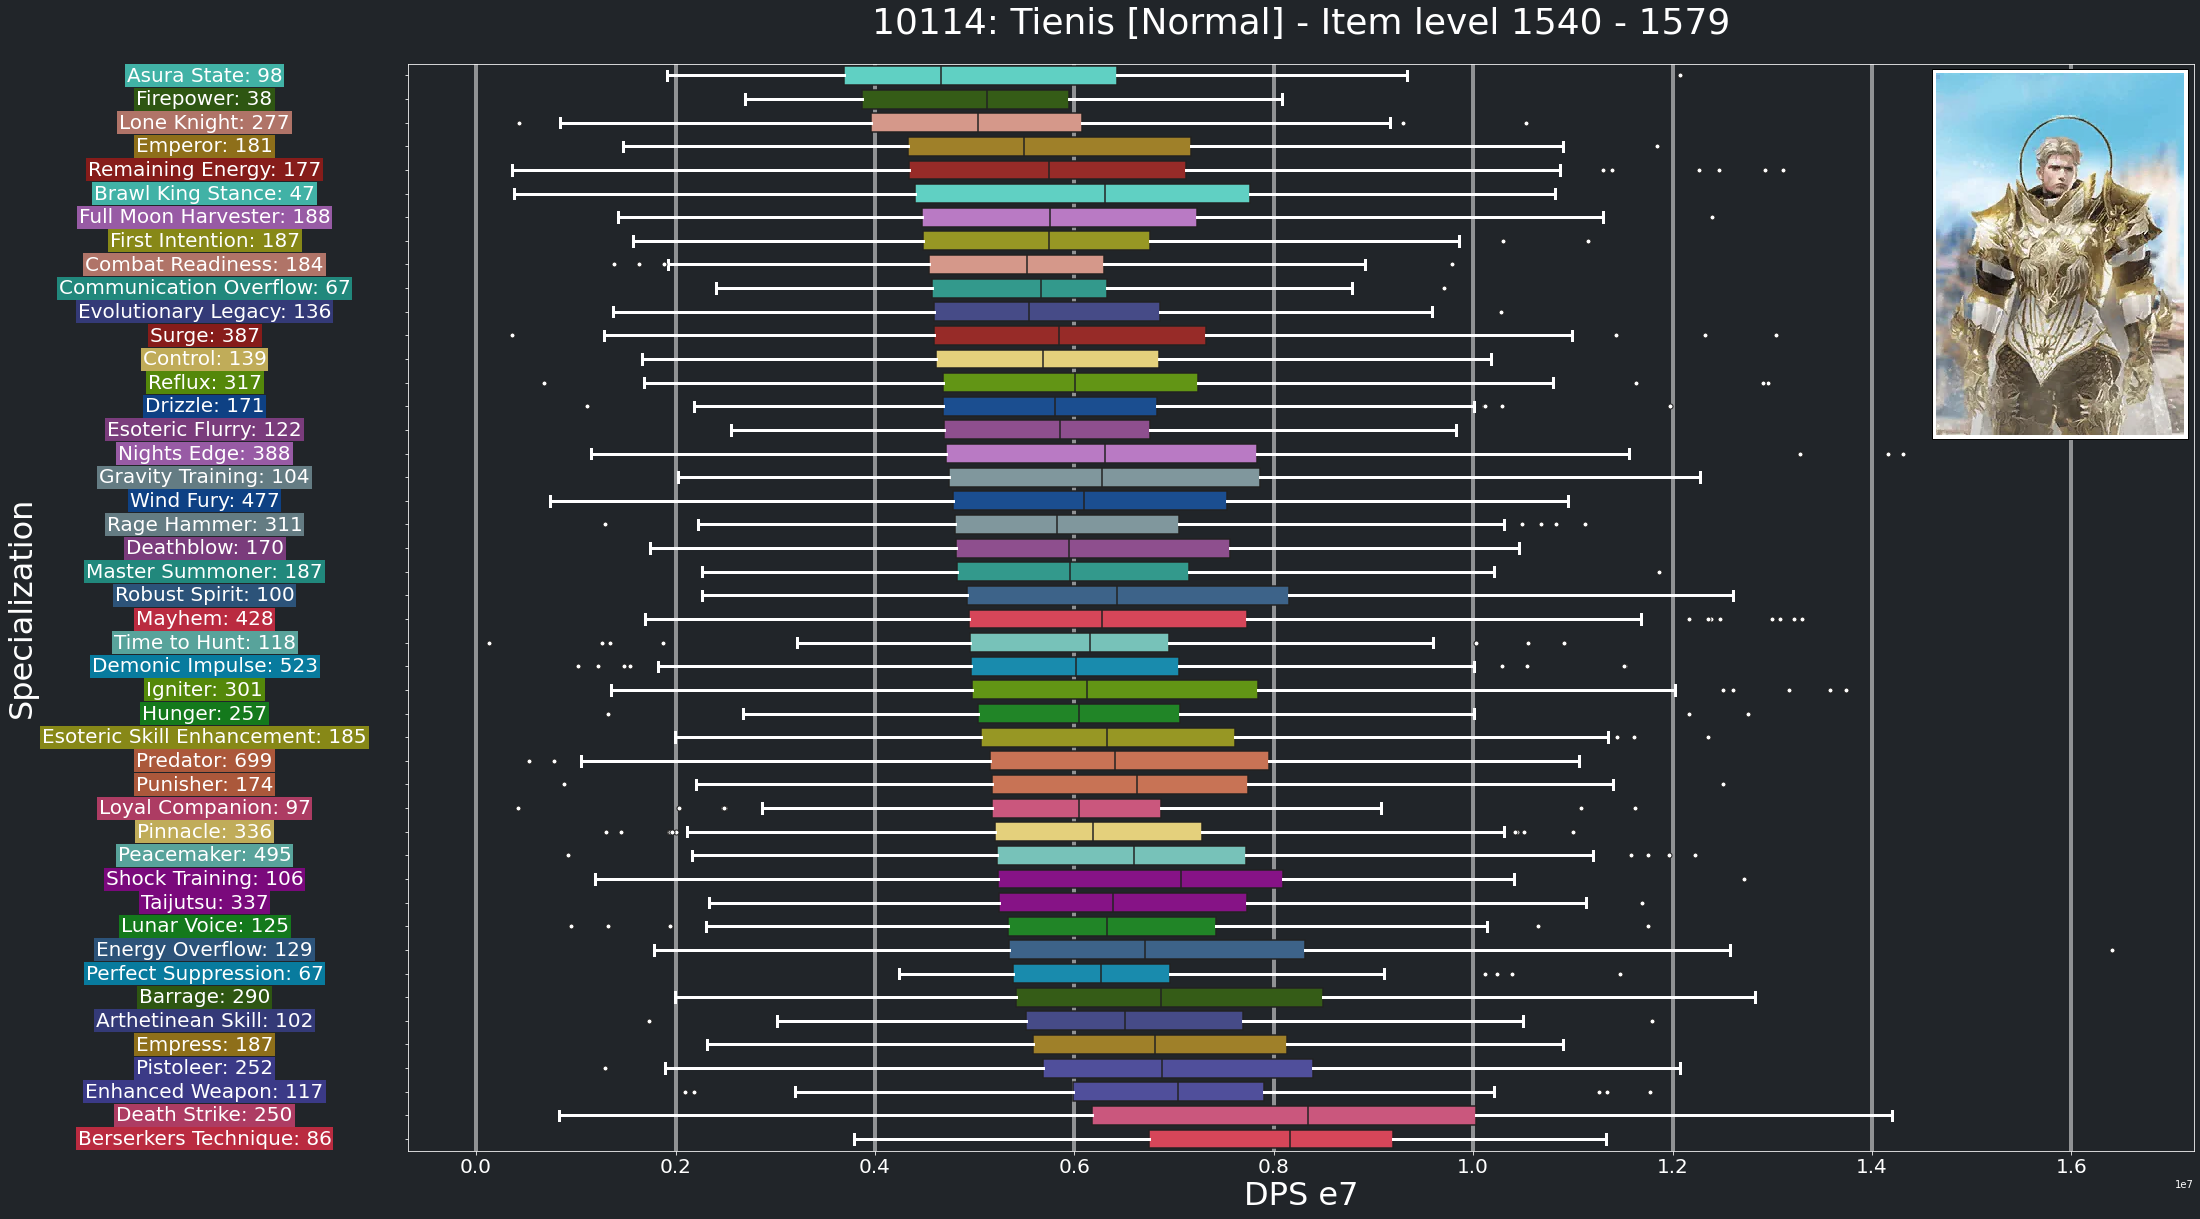 10114: Tienis [Normal] - Item level 1540 - 1579
Asura State: 98
Firepower: 38
Lone Knight: 277
Emperor: 181
Remaining Energy: 177
Brawl King Stance: 47
Full Moon Harvester: 188
First Intention: 187
Combat Readiness: 184
Communication Overflow: 67
Evolutionary Legacy: 136
Surge: 387
Control: 139
Reflux: 317
Drizzle: 171
Esoteric Flurry: 122
Nights Edge: 388
Gravity Training: 104
Wind Fury: 477
Rage Hammer: 311
Deathblow: 170
Master Summoner: 187
Robust Spirit: 100
Mayhem: 428
Time to Hunt: 118
Demonic Impulse: 523
Igniter: 301
Hunger: 257
Esoteric Skill Enhancement: 185
Predator: 699
Punisher: 174
Loyal Companion: 97
Pinnacle: 336
Peacemaker: 495
Shock Training: 106
Taijutsu: 337
Lunar Voice: 125
Energy Overflow: 129
Perfect Suppression: 67
Barrage: 290
Arthetinean Skill: 102
Empress: 187
Pistoleer: 252
Enhanced Weapon: 117
Death Strike: 250
Berserkers Technique: 86
Specialization
0.0 0.2 0.4 0.6 0.8 1.0 1.2 1.4 1.6
1e7
DPS e7